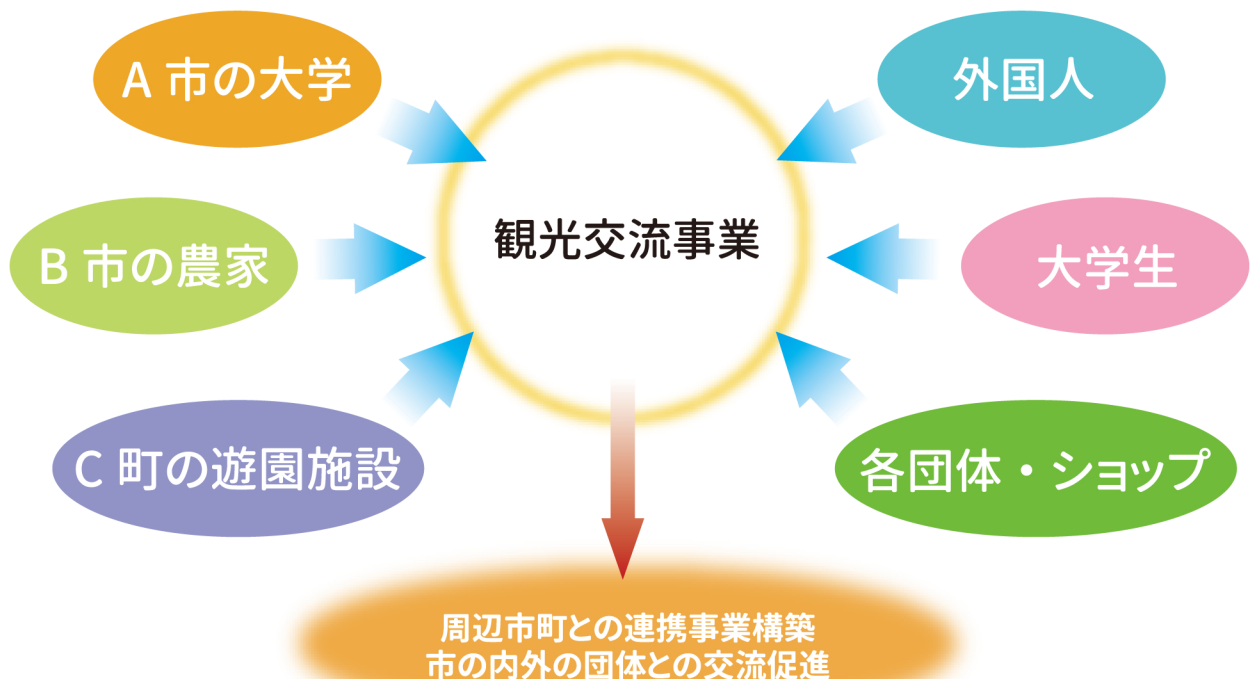 A 市の大学
外国人
観光交流事業
B 市の農家
大学生
C 町の遊園施設
各団体・ショップ
周辺市町との連携事業構築
市の内外の団体との交流促進